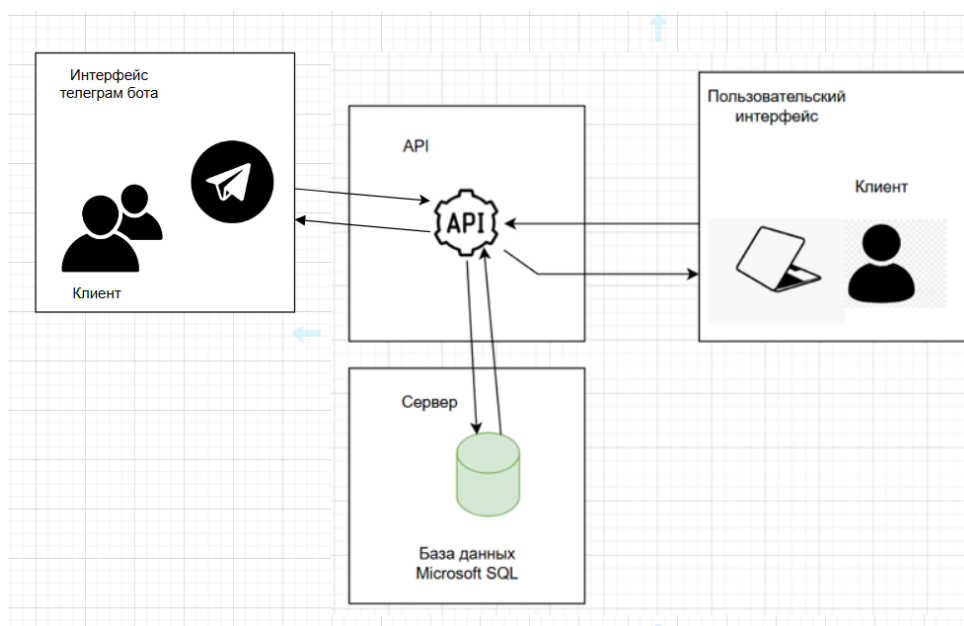 Интерфейс
телеграм бота
Клиент
API
API
Пользовательский
интерфейс
Клиент
Сервер
База данных
Microsoft SQL